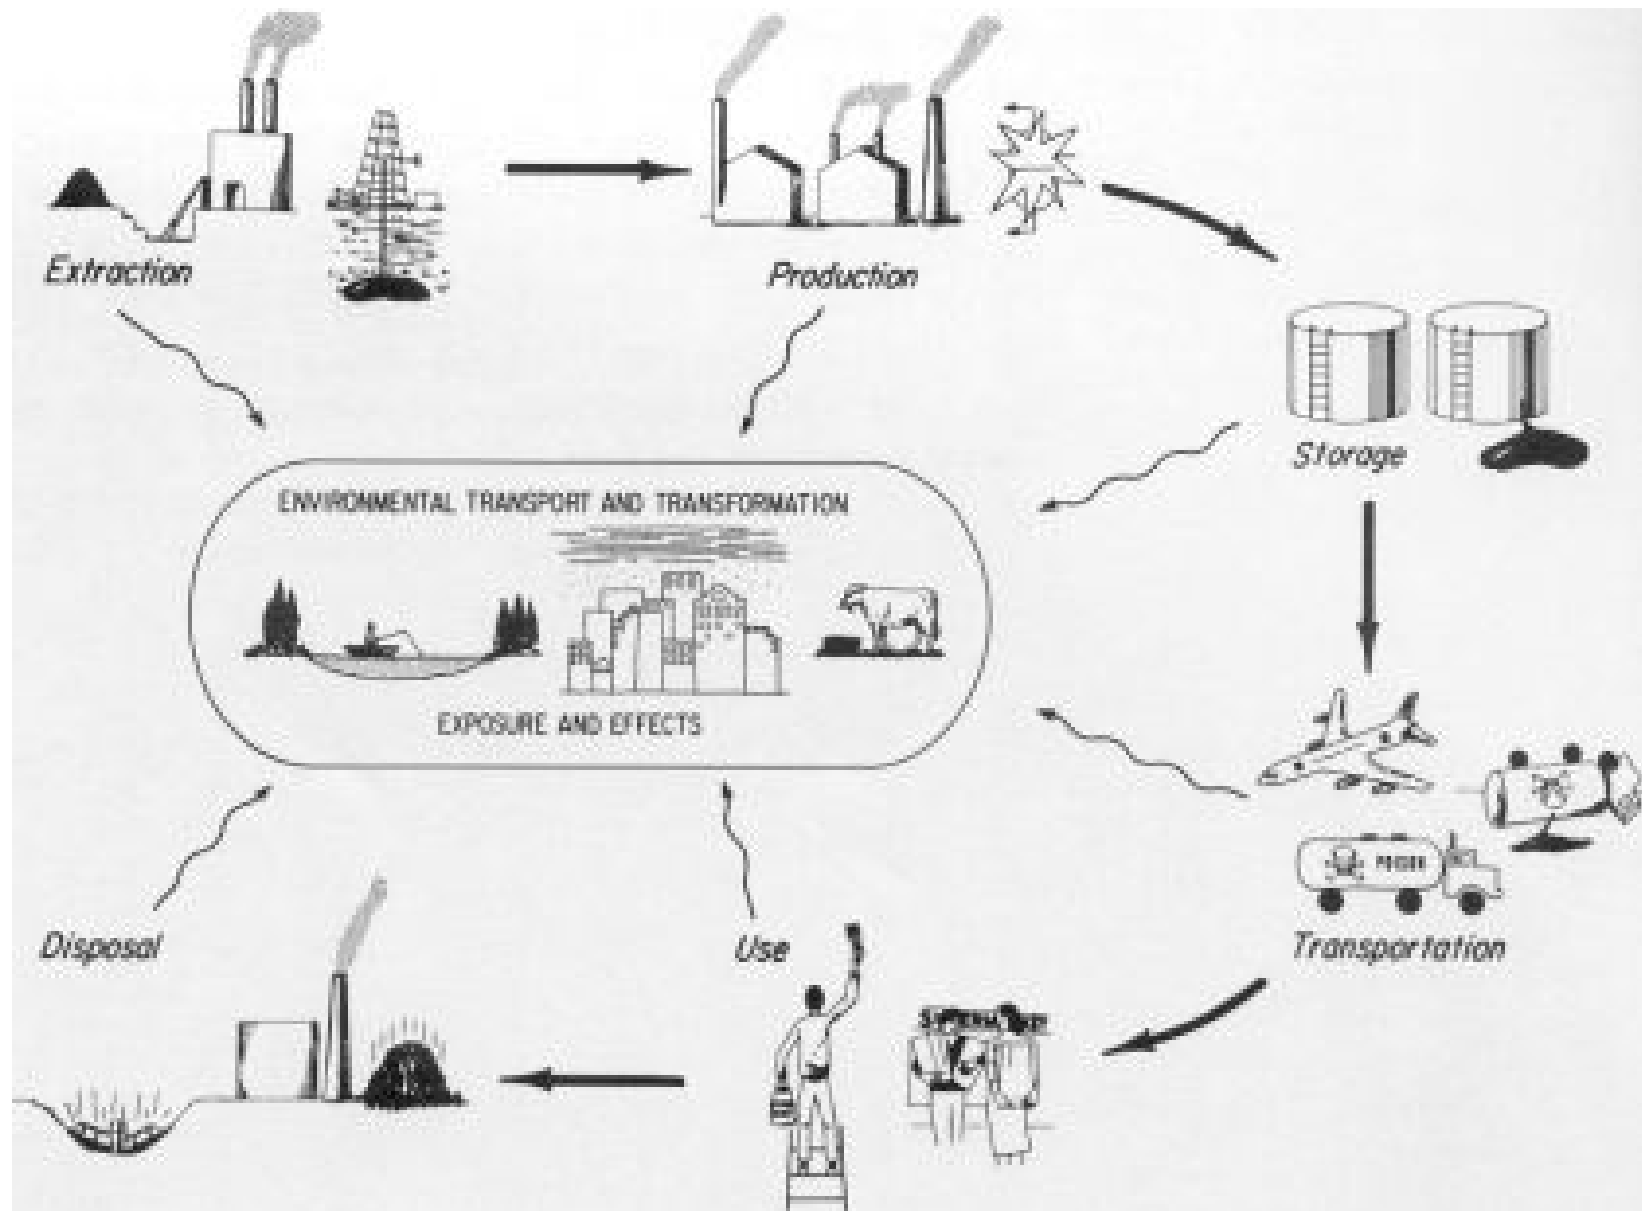 Extraction
Production
Storage
ENVIRONMENTAL TRANSPORT AND TRANSFORMATION
EXPOSURE AND EFFECTS
Disposal
Use
Transportation